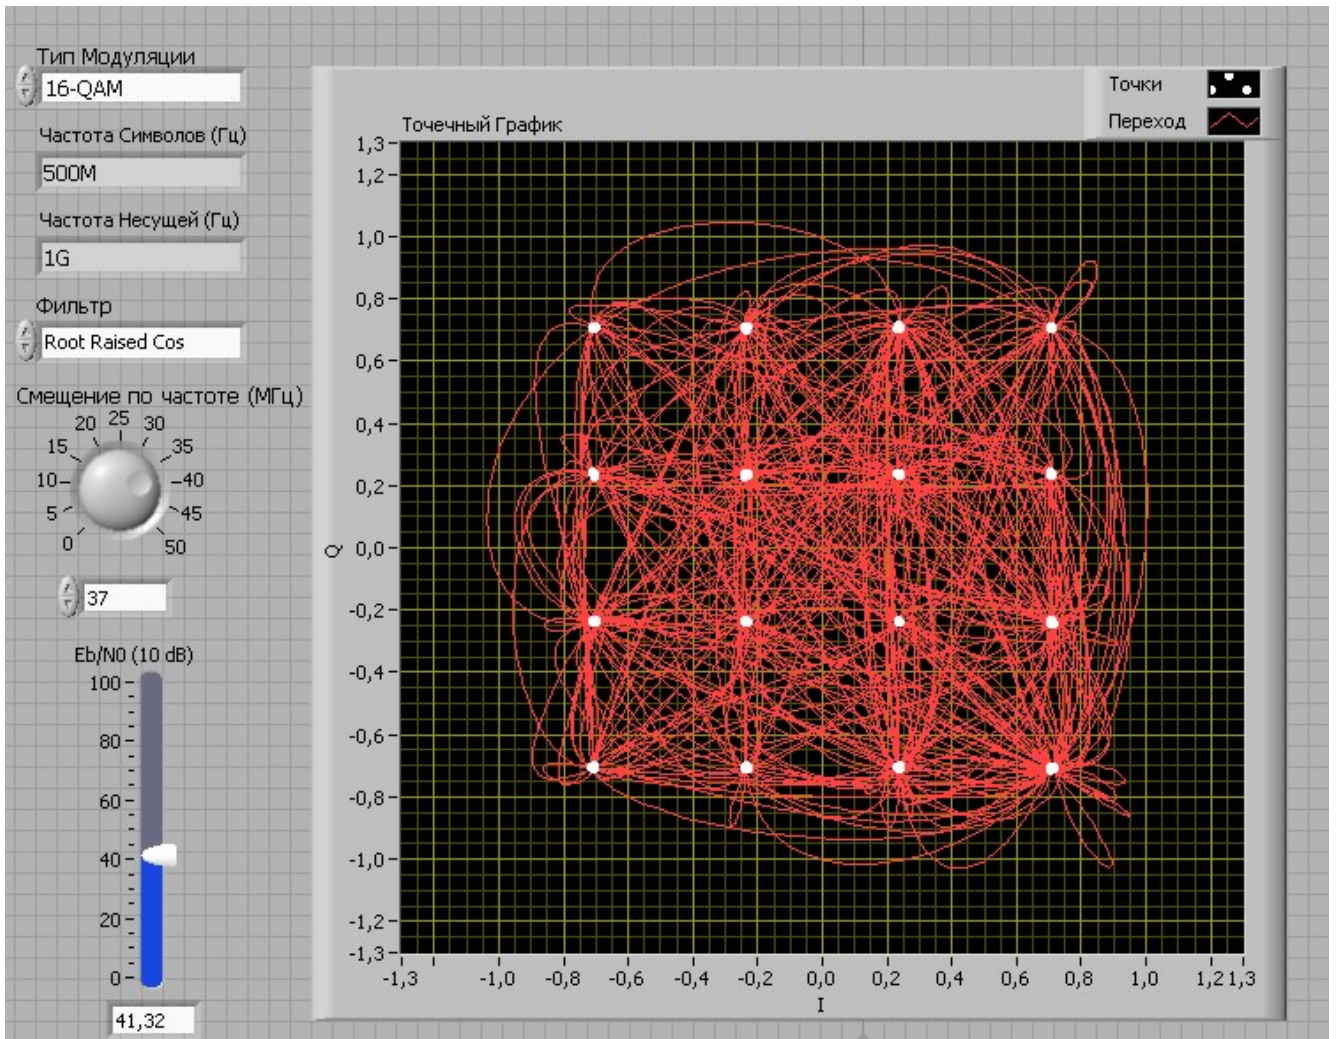 Тип Модуляции
16-QAM
Частота Символов (Гц)
500M
Частота Несущей (Гц)
1G
Фильтр
Root Raised Cos
Смещение по частоте (МГц)
0
5
10
15
20
25
30
35
40
45
50
37
Eb/N0 (10 dB)
100
80
60
40
20
0
41,32
Точки
Переход
Точечный График
1,3
1,2
1,0
0,8
0,6
0,4
0,2
0,0
-0,2
-0,4
-0,6
-0,8
-1,0
-1,2
-1,3
Q
-1,3 -1,0 -0,8 -0,6 -0,4 -0,2 0,0 0,2 0,4 0,6 0,8 1,0 1,2 1,3
I